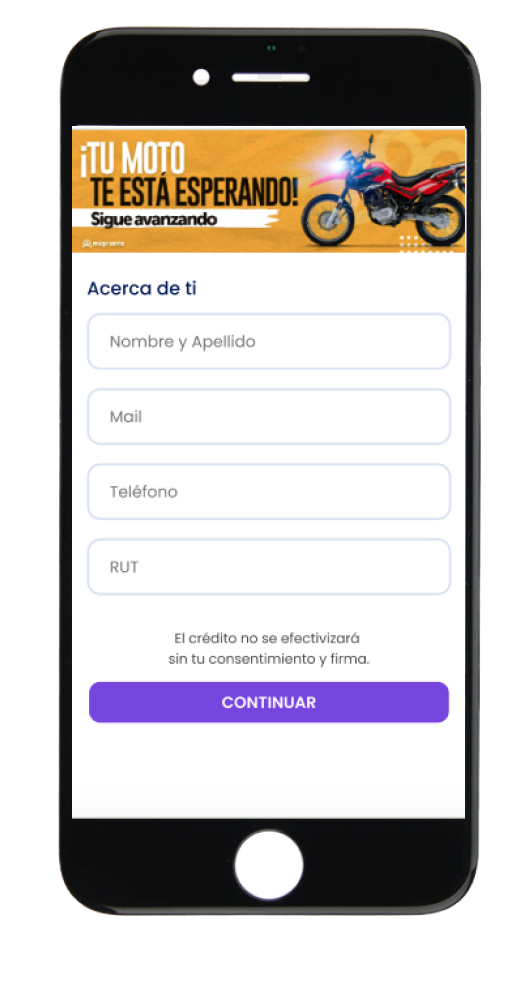 ¡TU MOTO
TE ESTÁ ESPERANDO!
Sigue avanzando
migrante
Acerca de ti
Nombre y Apellido
Mail
Teléfono
RUT
El crédito no se efectivizará
sin tu consentimiento y firma.
CONTINUAR